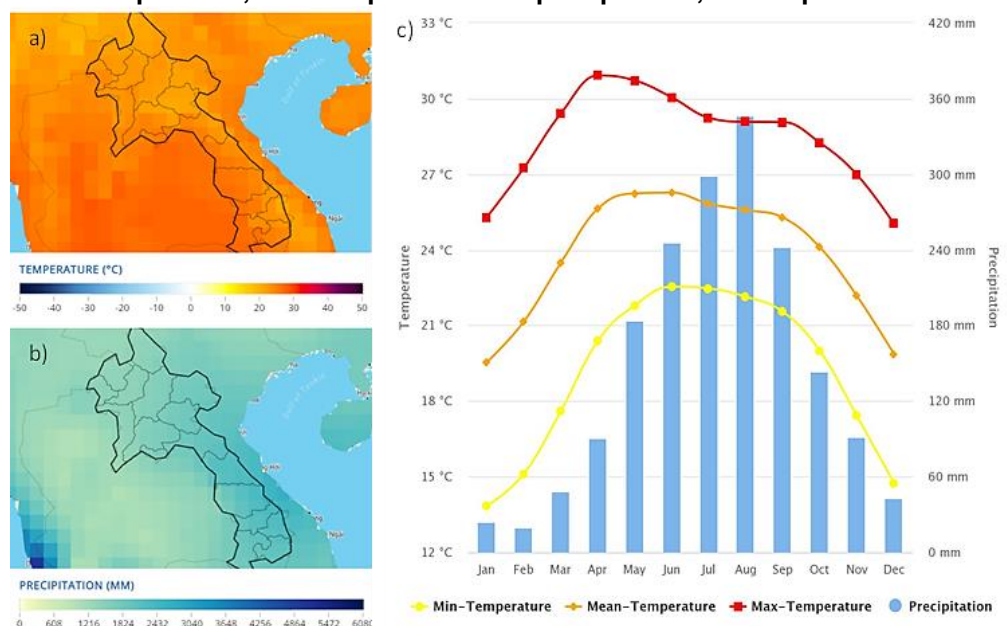 a)
TEMPERATURE (°C)
-50 -40 -30 -20 -10 0 10 20 30 40 50
b)
PRECIPITATION (MM)
0 608 1216 1824 2432 3040 3648 4256 4864 5472 6080
c)
33 °C
30 °C
27 °C
24 °C
21 °C
18 °C
15 °C
12 °C
Temperature
420 mm
360 mm
300 mm
240 mm
180 mm
120 mm
60 mm
0 mm
Precipitation
Jan Feb Mar Apr May Jun Jul Aug Sep Oct Nov Dec
Min-Temperature Mean-Temperature Max-Temperature Precipitation